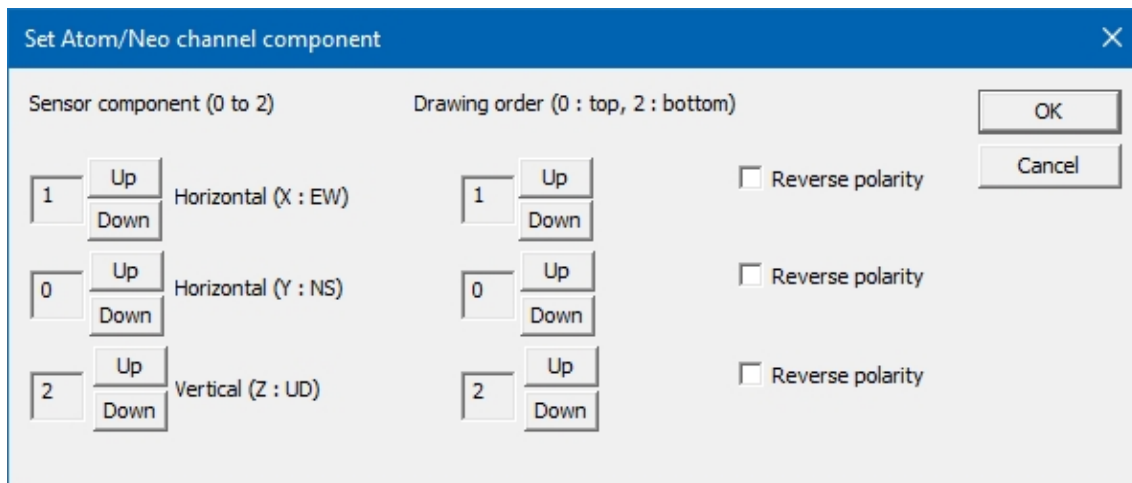 Set Atom/Neo channel component
Sensor component (0 to 2) Drawing order (0 : top, 2 : bottom) OK
Cancel
1 Up Horizontal (X : EW) 1 Up Reverse polarity
Down Down
0 Up Horizontal (Y : NS) 0 Up Reverse polarity
Down Down
2 Up Vertical (Z : UD) 2 Up Reverse polarity
Down Down